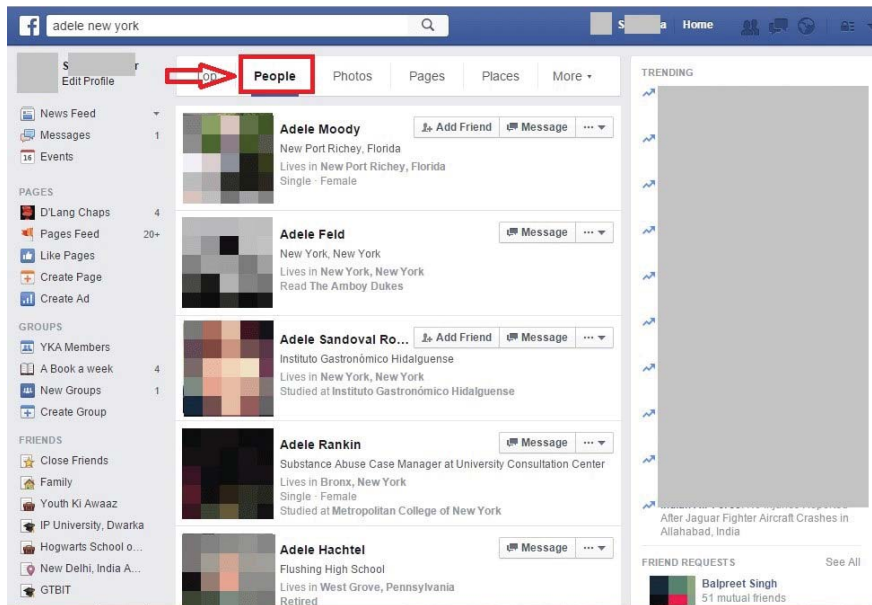 f
adele new york
S
a
Home
S
r
Edit Profile
News Feed
Messages 1
16 Events
PAGES
D'Lang Chaps 4
Pages Feed 20+
Like Pages
Create Page
Create Ad
GROUPS
YKA Members
A Book a week 4
New Groups 1
Create Group
FRIENDS
Close Friends
Family
Youth Ki Awaaz
IP University, Dwarka
Hogwarts School o...
New Delhi, India A...
GTBIT
Top People Photos Pages Places More
Adele Moody
Add Friend Message ...
New Port Richey, Florida
Lives in New Port Richey, Florida
Single · Female
Adele Feld
Message ...
New York, New York
Lives in New York, New York
Read The Amboy Dukes
Adele Sandoval Ro...
Add Friend Message ...
Instituto Gastronómico Hidalguense
Lives in New York, New York
Studied at Instituto Gastronómico Hidalguense
Adele Rankin
Message ...
Substance Abuse Case Manager at University Consultation Center
Lives in Bronx, New York
Single · Female
Studied at Metropolitan College of New York
Adele Hachtel
Message ...
Flushing High School
Lives in West Grove, Pennsylvania
Retired
TRENDING
After Jaguar Fighter Aircraft Crashes in
Allahabad, India
FRIEND REQUESTS See All
Balpreet Singh
51 mutual friends